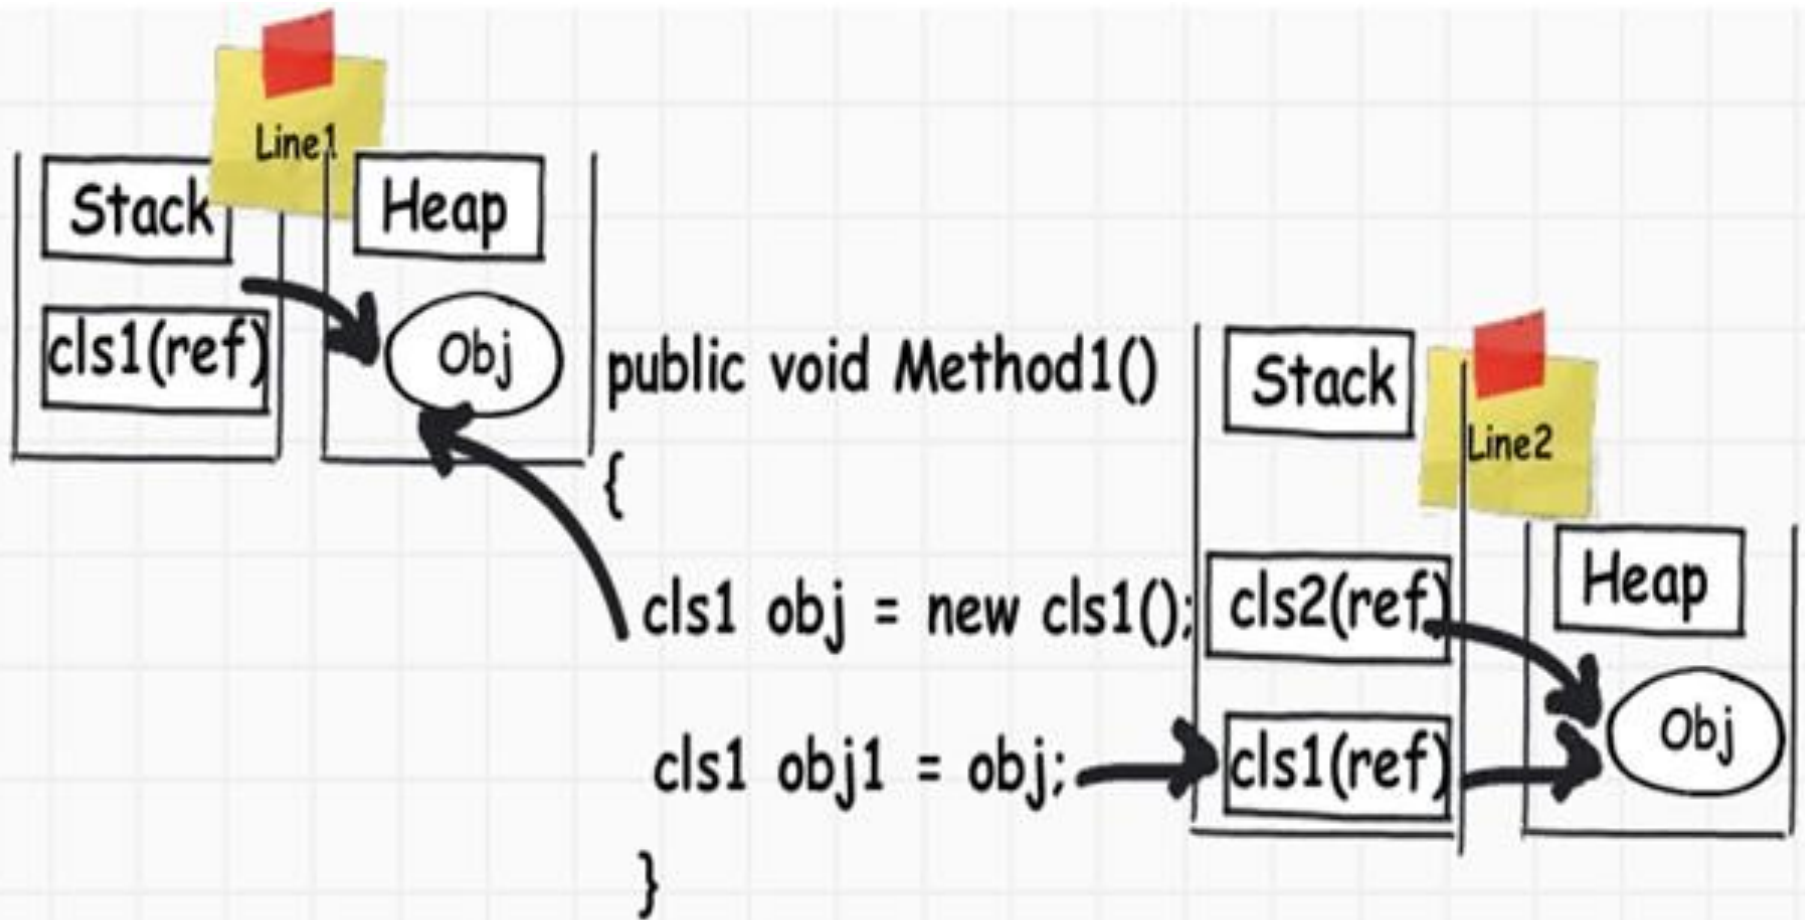 Line1
Stack
Heap
cls1(ref)
Obj
public void Method1()
{
cls1 obj = new cls1();
cls1 obj1 = obj;
}
Stack
Line2
cls2(ref)
Heap
cls1(ref)
Obj